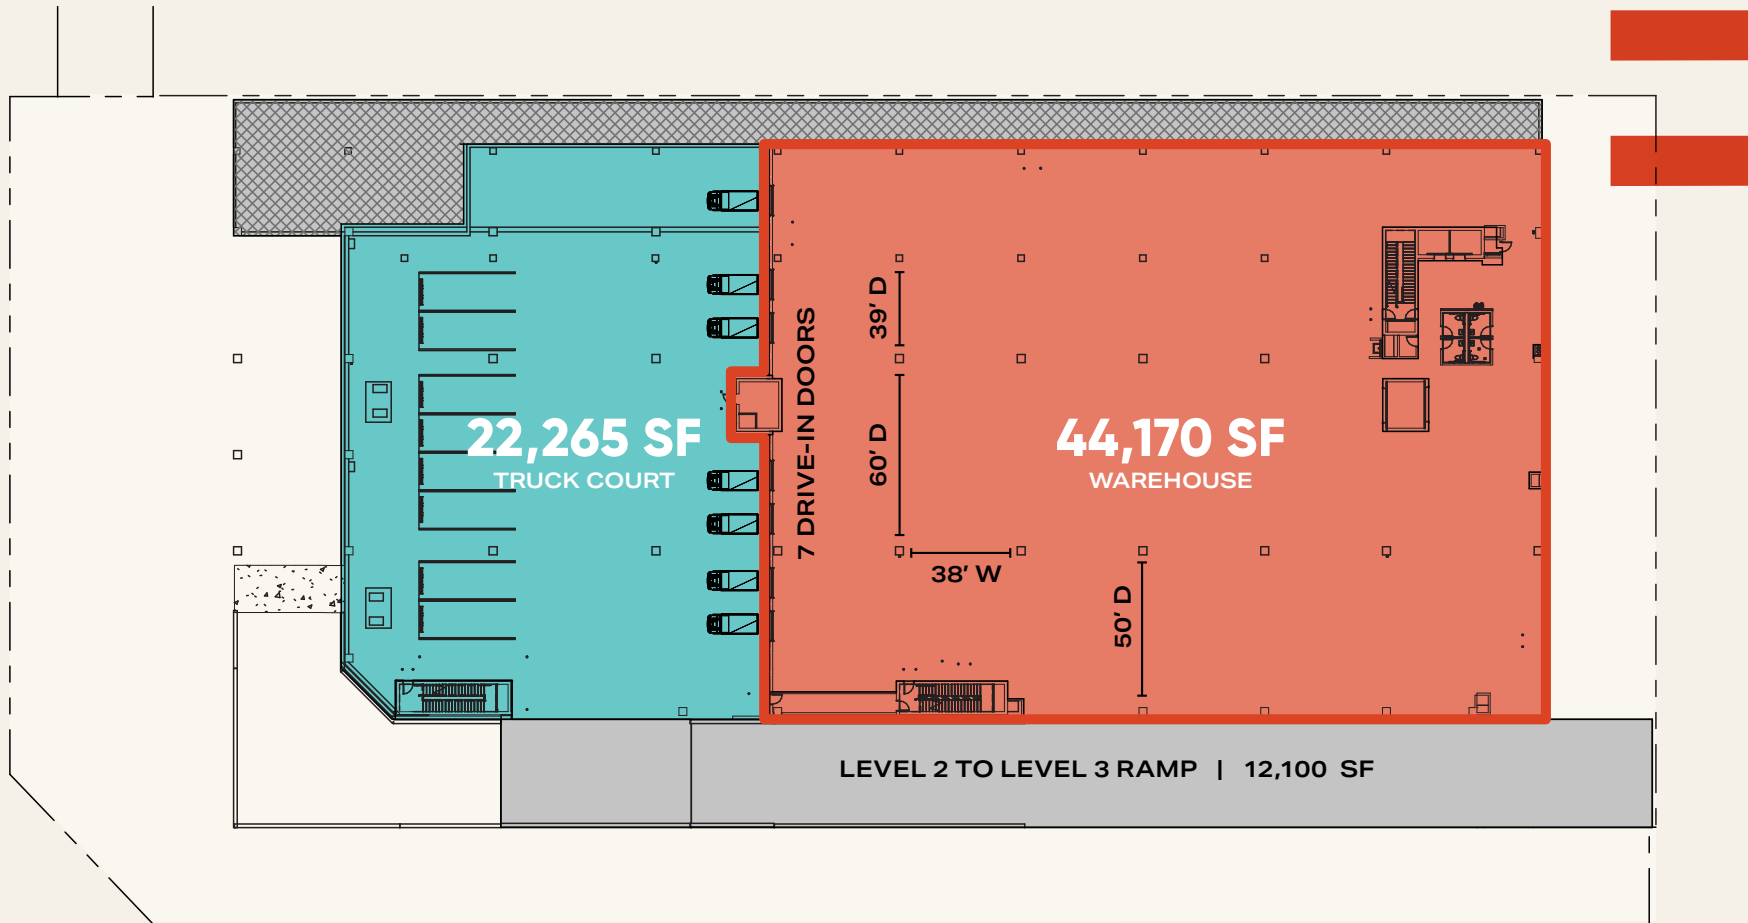 39' D
7 DRIVE-IN DOORS
22,265 SF
TRUCK COURT
60' D
44,170 SF
WAREHOUSE
38' W
50' D
LEVEL 2 TO LEVEL 3 RAMP | 12,100 SF